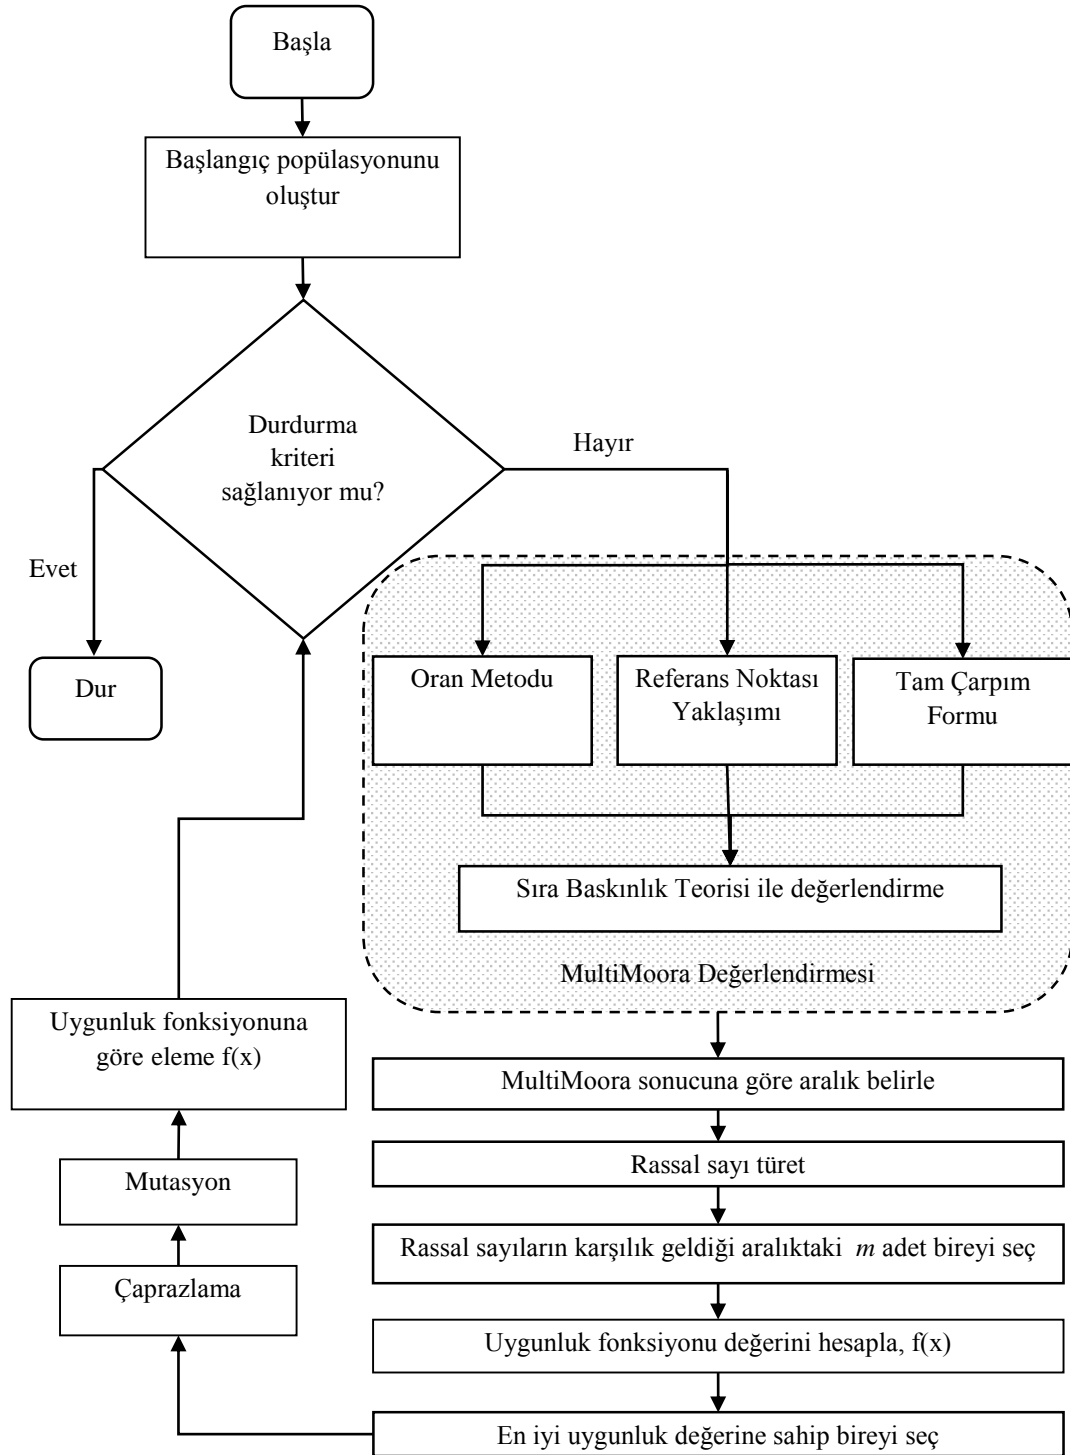 Başla
Başlangıç popülasyonunu
oluştur
Durdurma
kriteri
sağlanıyor mu?
Hayır
Evet
Dur
Oran Metodu
Referans Noktası
Yaklaşımı
Tam Çarpım
Formu
Sıra Baskınlık Teorisi ile değerlendirme
MultiMoora Değerlendirmesi
MultiMoora sonucuna göre aralık belirle
Rassal sayı türet
Rassal sayıların karşılık geldiği aralıktaki m adet bireyi seç
Uygunluk fonksiyonu değerini hesapla, f(x)
En iyi uygunluk değerine sahip bireyi seç
Çaprazlama
Mutasyon
Uygunluk fonksiyonuna
göre eleme f(x)